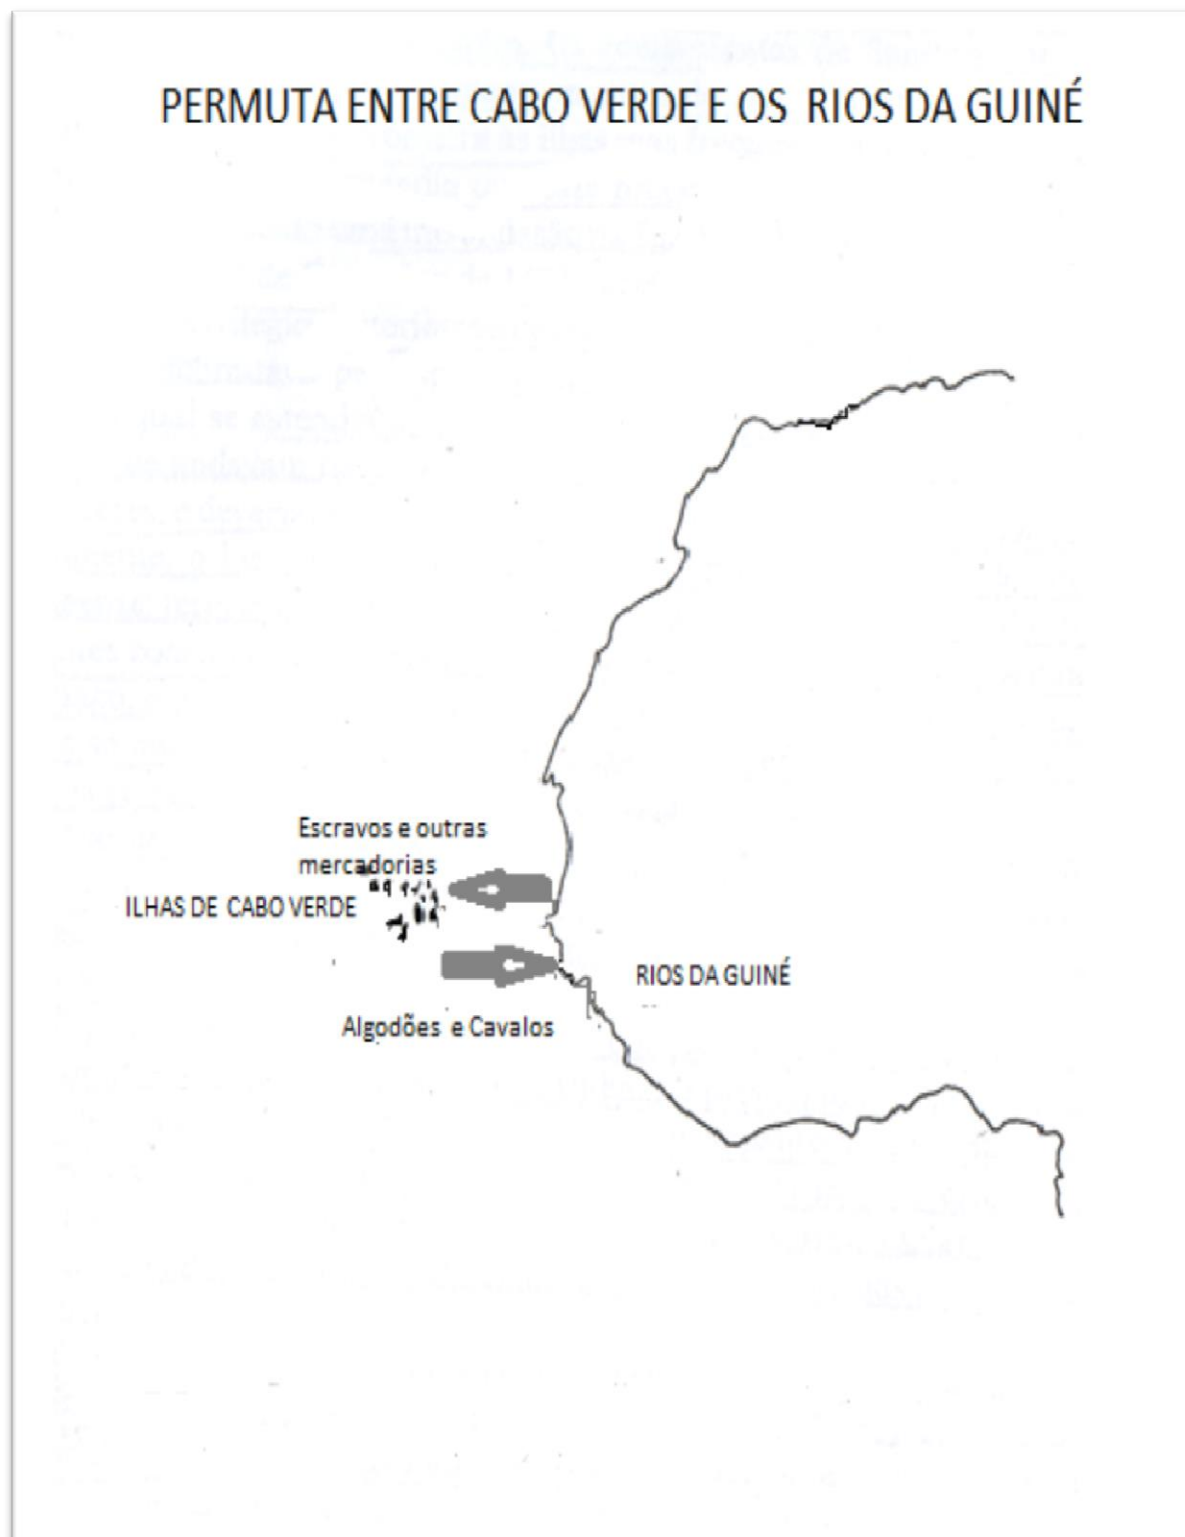 PERMUTA ENTRE CABO VERDE E OS RIOS DA GUINÉ
Escravos e outras
mercadorias
ILHAS DE CABO VERDE
RIOS DA GUINÉ
Algodões e Cavalos